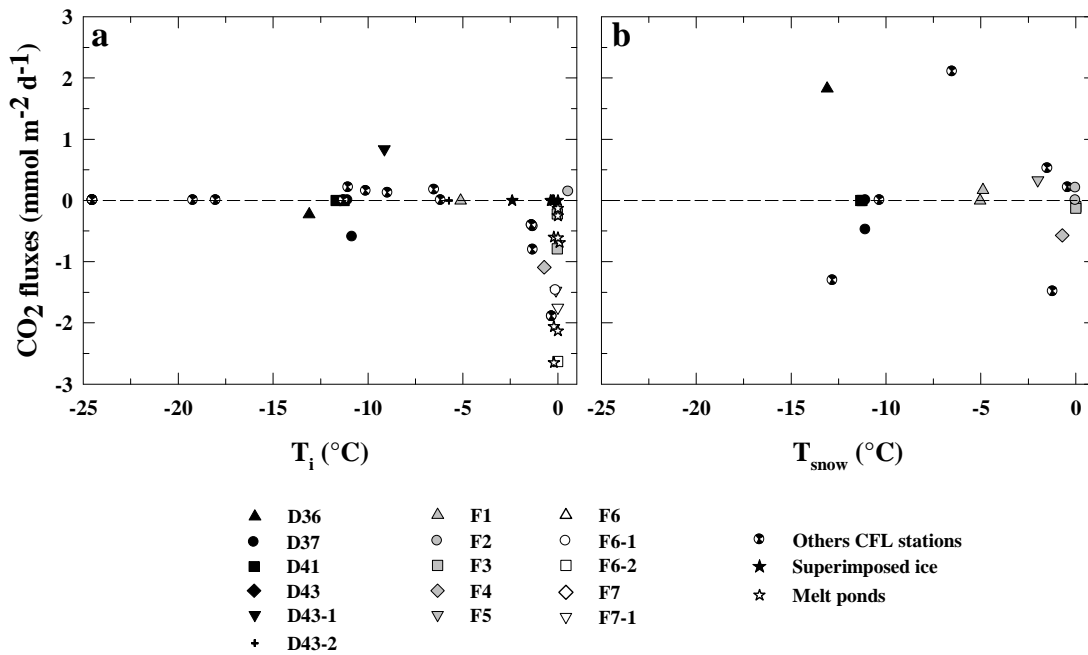 a
b
3
2
1
0
-1
-2
-3
CO2 fluxes (mmol m-2 d-1)
-25 -20 -15 -10 -5 0
-25 -20 -15 -10 -5 0
Ti (°C)
Tsnow (°C)
D36
D37
D41
D43
D43-1
D43-2
F1
F2
F3
F4
F5
F6
F6-1
F6-2
F7
F7-1
Others CFL stations
Superimposed ice
Melt ponds